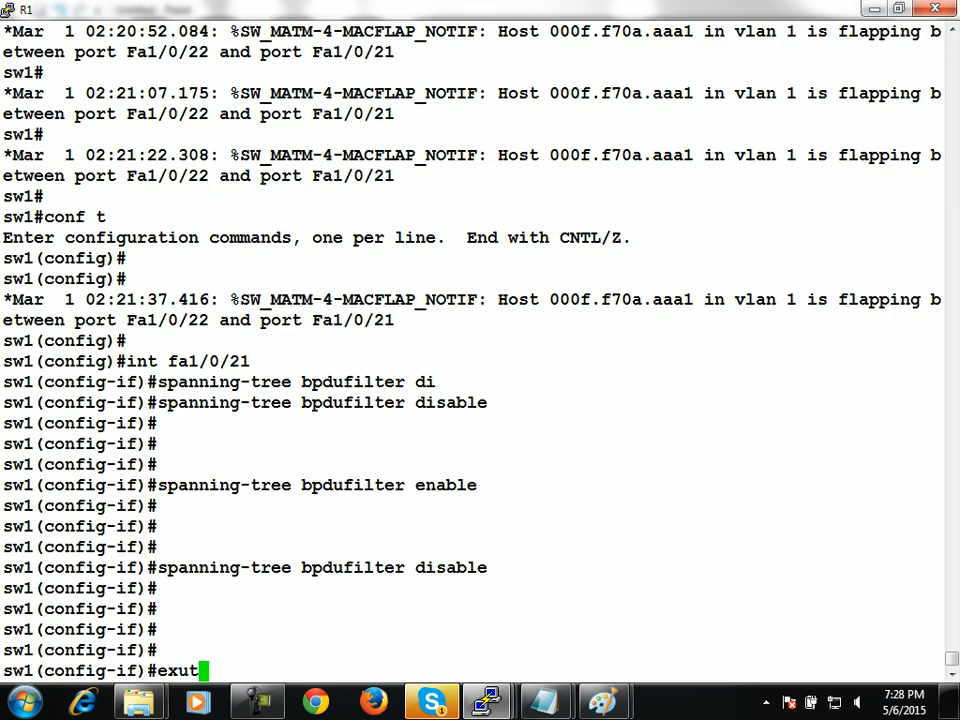 R1
*Mar  1 02:20:52.084: %SW_MATM-4-MACFLAP_NOTIF: Host 000f.f70a.aaa1 in vlan 1 is flapping b
etween port Fa1/0/22 and port Fa1/0/21
sw1#
*Mar  1 02:21:07.175: %SW_MATM-4-MACFLAP_NOTIF: Host 000f.f70a.aaa1 in vlan 1 is flapping b
etween port Fa1/0/22 and port Fa1/0/21
sw1#
*Mar  1 02:21:22.308: %SW_MATM-4-MACFLAP_NOTIF: Host 000f.f70a.aaa1 in vlan 1 is flapping b
etween port Fa1/0/22 and port Fa1/0/21
sw1#
sw1#conf t
Enter configuration commands, one per line.  End with CNTL/Z.
sw1(config)#
sw1(config)#
*Mar  1 02:21:37.416: %SW_MATM-4-MACFLAP_NOTIF: Host 000f.f70a.aaa1 in vlan 1 is flapping b
etween port Fa1/0/22 and port Fa1/0/21
sw1(config)#
sw1(config)#int fa1/0/21
sw1(config-if)#spanning-tree bpdufilter di
sw1(config-if)#spanning-tree bpdufilter disable
sw1(config-if)#
sw1(config-if)#
sw1(config-if)#
sw1(config-if)#spanning-tree bpdufilter enable
sw1(config-if)#
sw1(config-if)#
sw1(config-if)#
sw1(config-if)#spanning-tree bpdufilter disable
sw1(config-if)#
sw1(config-if)#
sw1(config-if)#
sw1(config-if)#
sw1(config-if)#exut
7:28 PM
5/6/2015